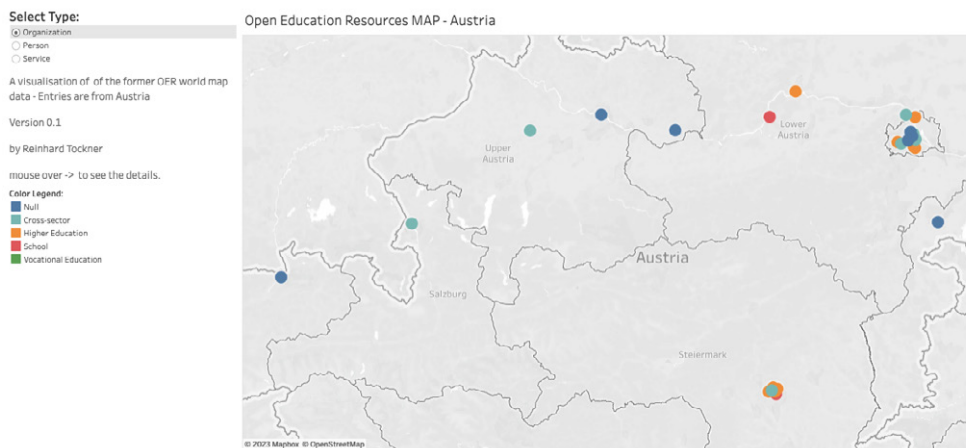 Select Type:
Organization
Person
Service
A visualisation of of the former OER world map
data - Entries are from Austria
Version 0.1
by Reinhard Tockner
mouse over -> to see the details.
Color Legend:
Null
Cross-sector
Higher Education
School
Vocational Education
Open Education Resources MAP - Austria
Lower
Austria
Upper
Austria
Austria
Salzburg
Steiermark
© 2023 Mapbox © OpenStreetMap